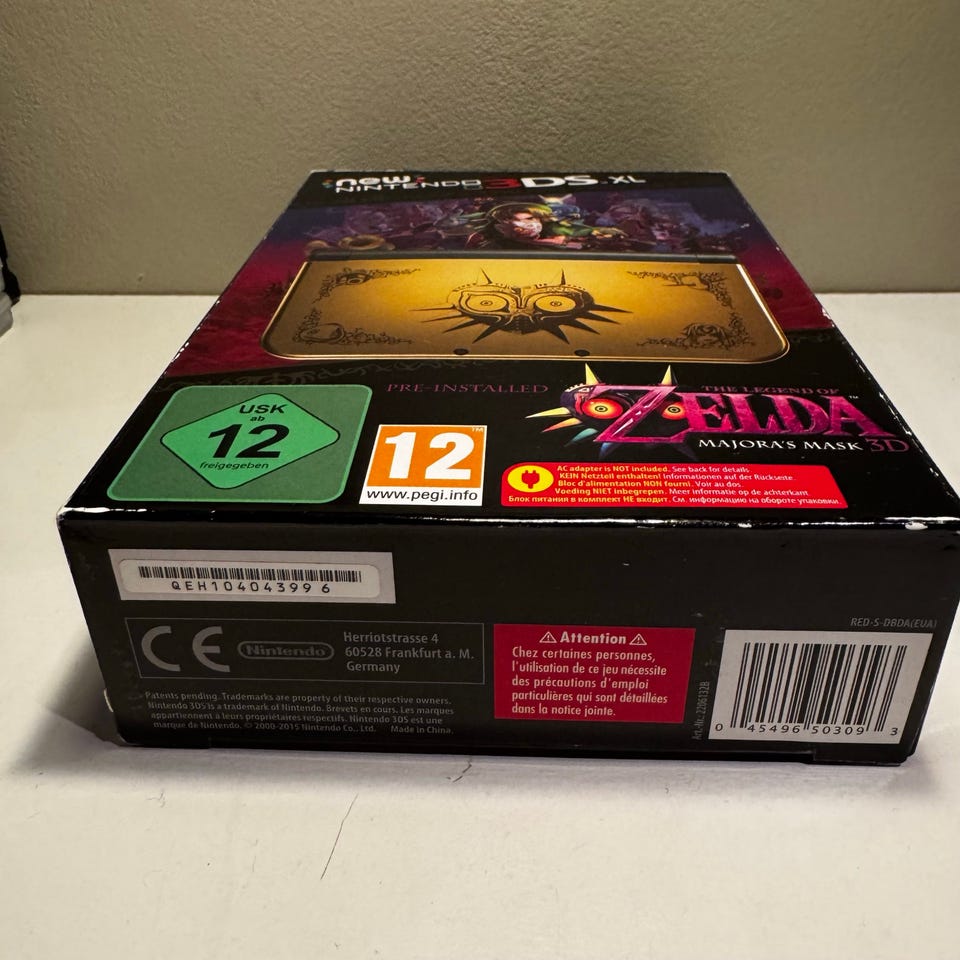 new
NINTENDO 3DS XL
PRE-INSTALLED
THE LEGEND OF
ZELDA™
MAJORA'S MASK 3D
USK
ab
12
freigegeben
12™
www.pegi.info
AC adapter is NOT included. See back for details.
KEIN Netzteil enthalten! Informationen auf der Rückseite.
Bloc d'alimentation NON fourni. Voir au dos.
Voeding NIET inbegrepen. Meer informatie op de achterkant.
Блок питания в комплект НЕ входит. См. информацию на обороте упаковки.
QEH10404399 6
CE
Nintendo
Herriotstrasse 4
60528 Frankfurt a. M.
Germany
Patents pending. Trademarks are property of their respective owners.
Nintendo 3DS is a trademark of Nintendo. Brevets en cours. Les marques
appartiennent à leurs propriétaires respectifs. Nintendo 3DS est une
marque de Nintendo. © 2000-2015 Nintendo Co., Ltd. Made in China.
⚠ Attention ⚠
Chez certaines personnes,
l'utilisation de ce jeu nécessite
des précautions d'emploi
particulières qui sont détaillées
dans la notice jointe.
Art.-Nr.: 2206132B
RED-S-DBDA(EUA)
0 45496 50309 3